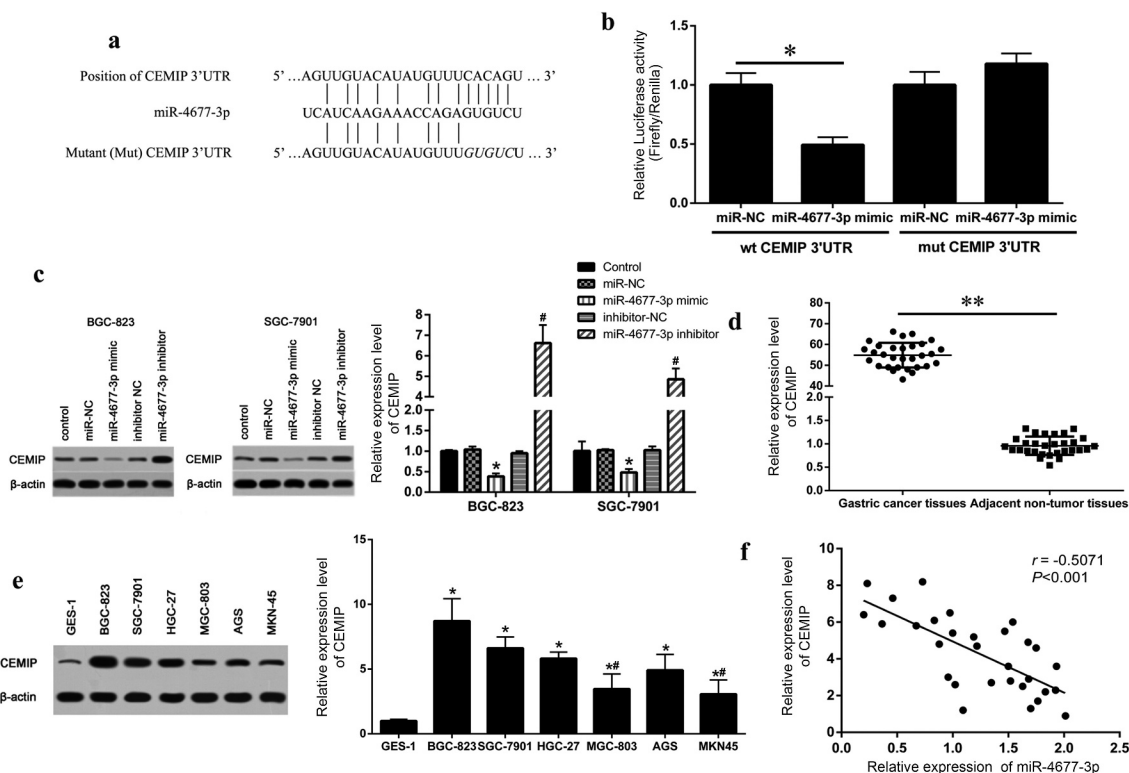 a
Position of CEMIP 3'UTR 5' …AGUUGUACAUAUGUUUCACAGU … 3'
miR-4677-3p UCAUCAAGAAACCAGAGUGUCU
Mutant (Mut) CEMIP 3'UTR 5' …AGUUGUACAUAUGUUUGUGUCU … 3'
b
Relative Luciferase activity
(Firefly/Renilla)
1.5
1.0
0.5
0.0
*
miR-NC miR-4677-3p mimic miR-NC miR-4677-3p mimic
wt CEMIP 3'UTR mut CEMIP 3'UTR
c
BGC-823 SGC-7901
control
miR-NC
miR-4677-3p mimic
inhibitor NC
miR-4677-3p inhibitor
control
miR-NC
miR-4677-3p mimic
inhibitor NC
miR-4677-3p inhibitor
CEMIP CEMIP
β-actin β-actin
Control
miR-NC
miR-4677-3p mimic
inhibitor-NC
miR-4677-3p inhibitor
Relative expression level
of CEMIP
8
7
6
5
4
3
2
1.5
1.0
0.5
0.0
* # * #
BGC-823 SGC-7901
d
Relative expression level
of CEMIP
80
70
60
50
40
2.0
1.5
1.0
0.5
0.0
**
Gastric cancer tissues Adjacent non-tumor tissues
e
GES-1
BGC-823
SGC-7901
HGC-27
MGC-803
AGS
MKN-45
CEMIP
β-actin
Relative expression level
of CEMIP
15
10
5
0
* * * *# * *#
GES-1 BGC-823 SGC-7901 HGC-27 MGC-803 AGS MKN45
f
Relative expression level
of CEMIP
10
8
6
4
2
0
r = -0.5071
P<0.001
0.0 0.5 1.0 1.5 2.0 2.5
Relative expression of miR-4677-3p